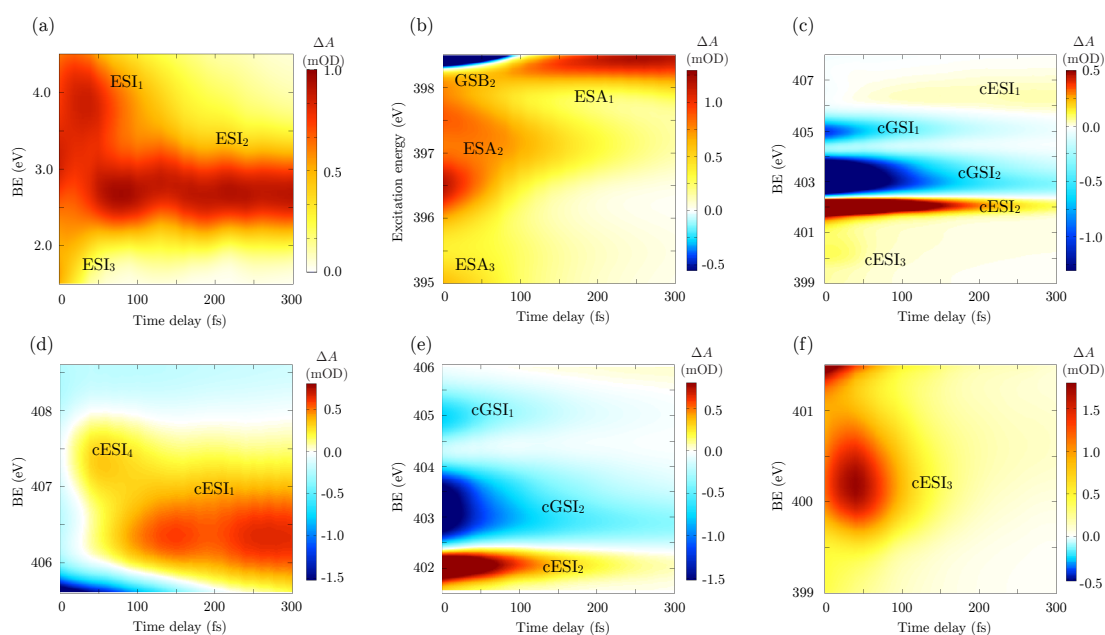 (a)
ΔA
(mOD)
4.0
3.0
2.0
BE (eV)
ESI₁
ESI₂
ESI₃
0 100 200 300
Time delay (fs)
1.0
0.5
0.0
(b)
ΔA
(mOD)
398
397
396
395
Excitation energy (eV)
GSB₂
ESA₁
ESA₂
ESA₃
0 100 200 300
Time delay (fs)
1.0
0.5
0.0
-0.5
(c)
ΔA
(mOD)
407
405
403
401
399
BE (eV)
cESI₁
cGSI₁
cGSI₂
cESI₂
cESI₃
0 100 200 300
Time delay (fs)
0.5
0.0
-0.5
-1.0
(d)
ΔA
(mOD)
408
407
406
BE (eV)
cESI₄
cESI₁
0 100 200 300
Time delay (fs)
0.5
0.0
-0.5
-1.0
-1.5
(e)
ΔA
(mOD)
406
405
404
403
402
BE (eV)
cGSI₁
cGSI₂
cESI₂
0 100 200 300
Time delay (fs)
0.5
0.0
-0.5
-1.0
-1.5
(f)
ΔA
(mOD)
401
400
399
BE (eV)
cESI₃
0 100 200 300
Time delay (fs)
1.5
1.0
0.5
0.0
-0.5